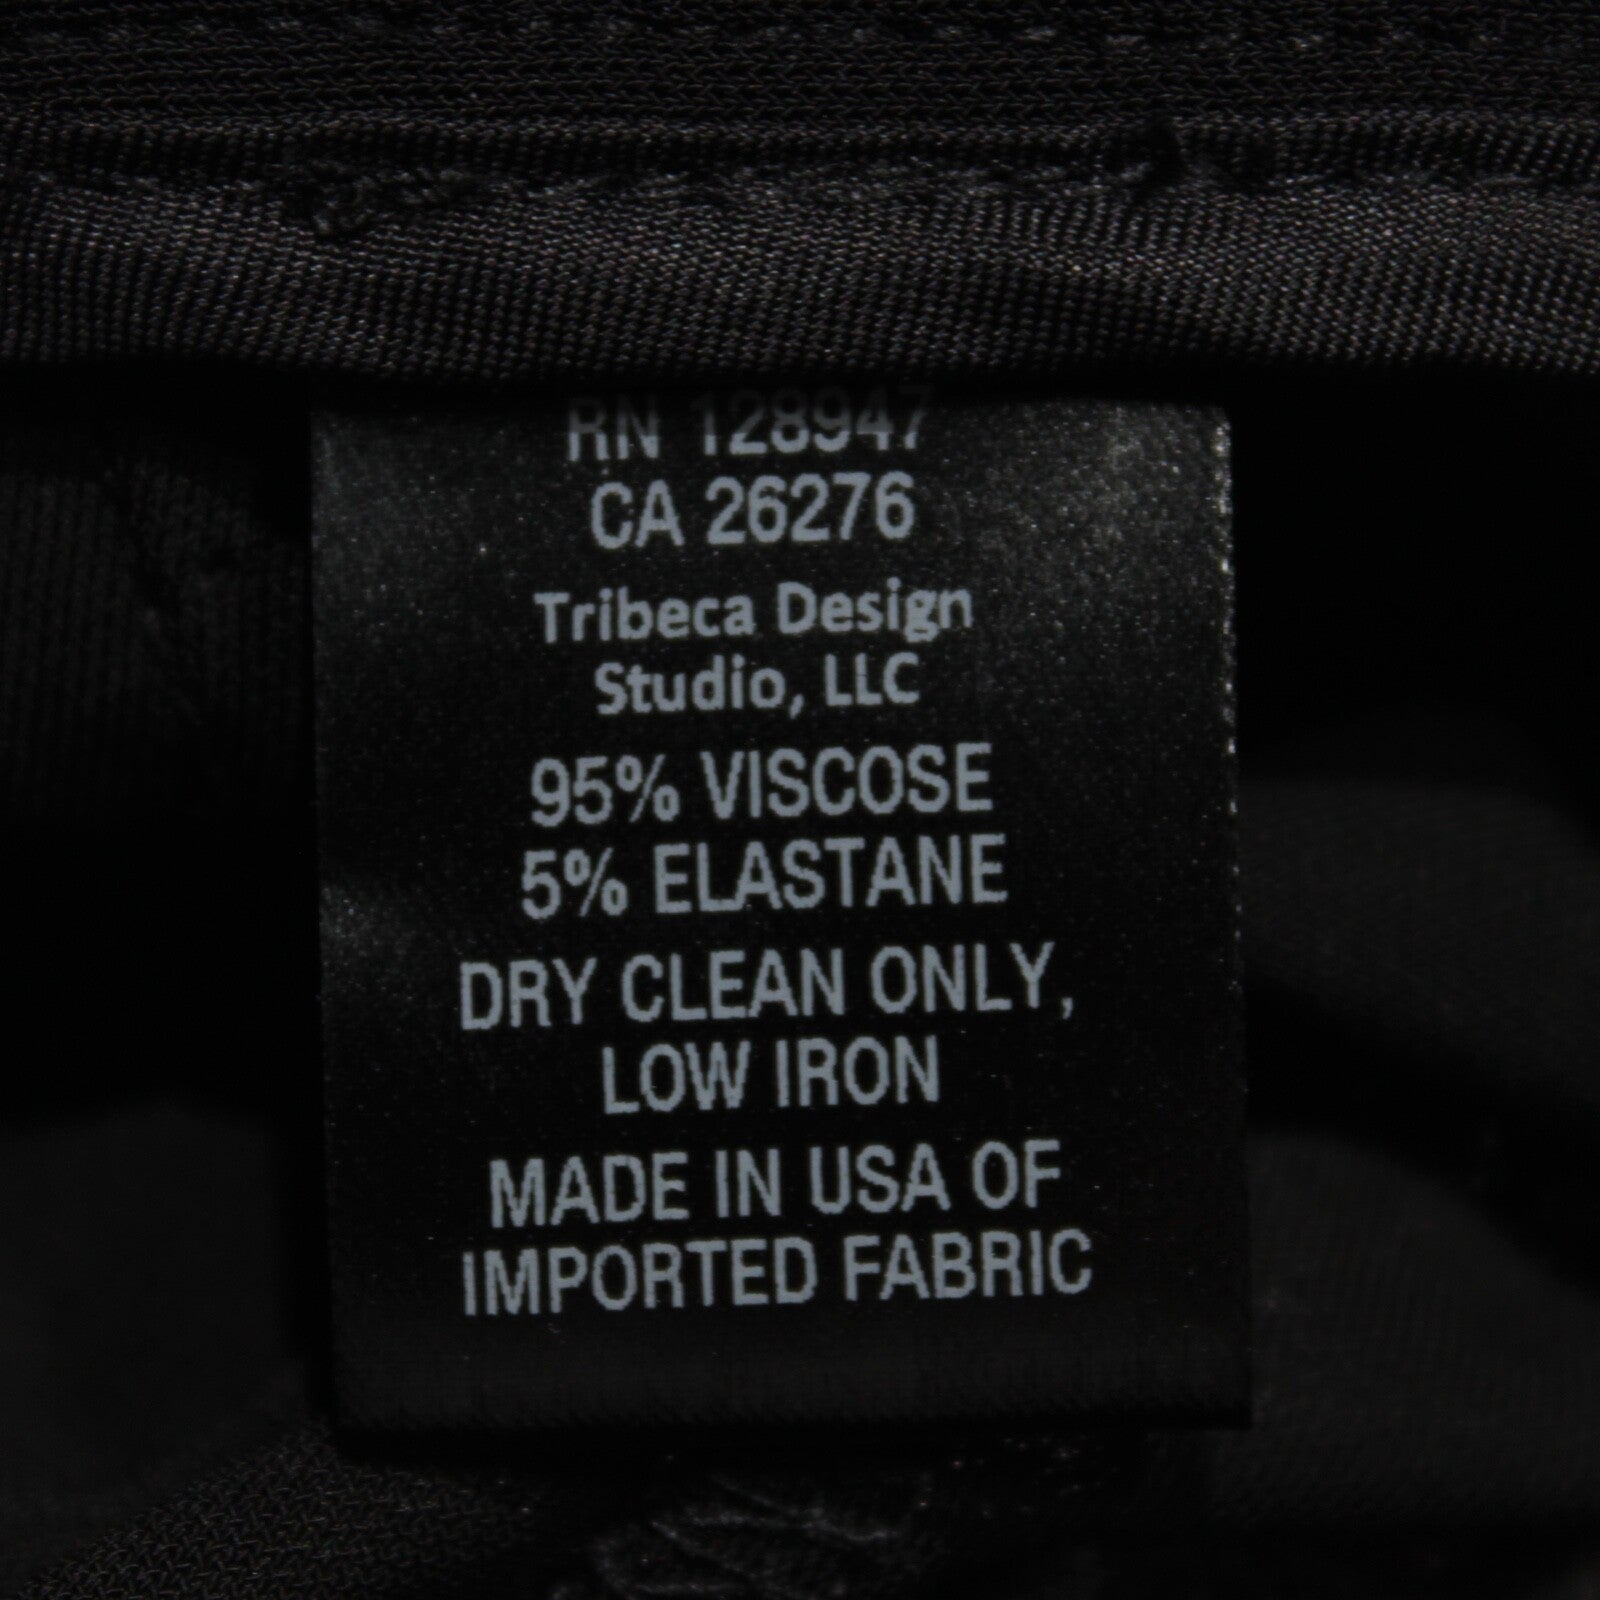 RN 128947
CA 26276
Tribeca Design
Studio, LLC
95% VISCOSE
5% ELASTANE
DRY CLEAN ONLY,
LOW IRON
MADE IN USA OF
IMPORTED FABRIC